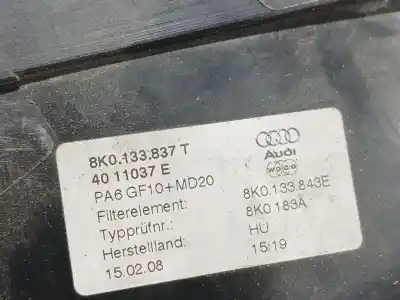 8K0.133.837 T
40 11037 E
PA6 GF10+MD20
Filterelement:
Typprüfnr.:
Herstelland:
15.02.08
Audi
8K0.133.843E
8K0.183A
HU
15:19